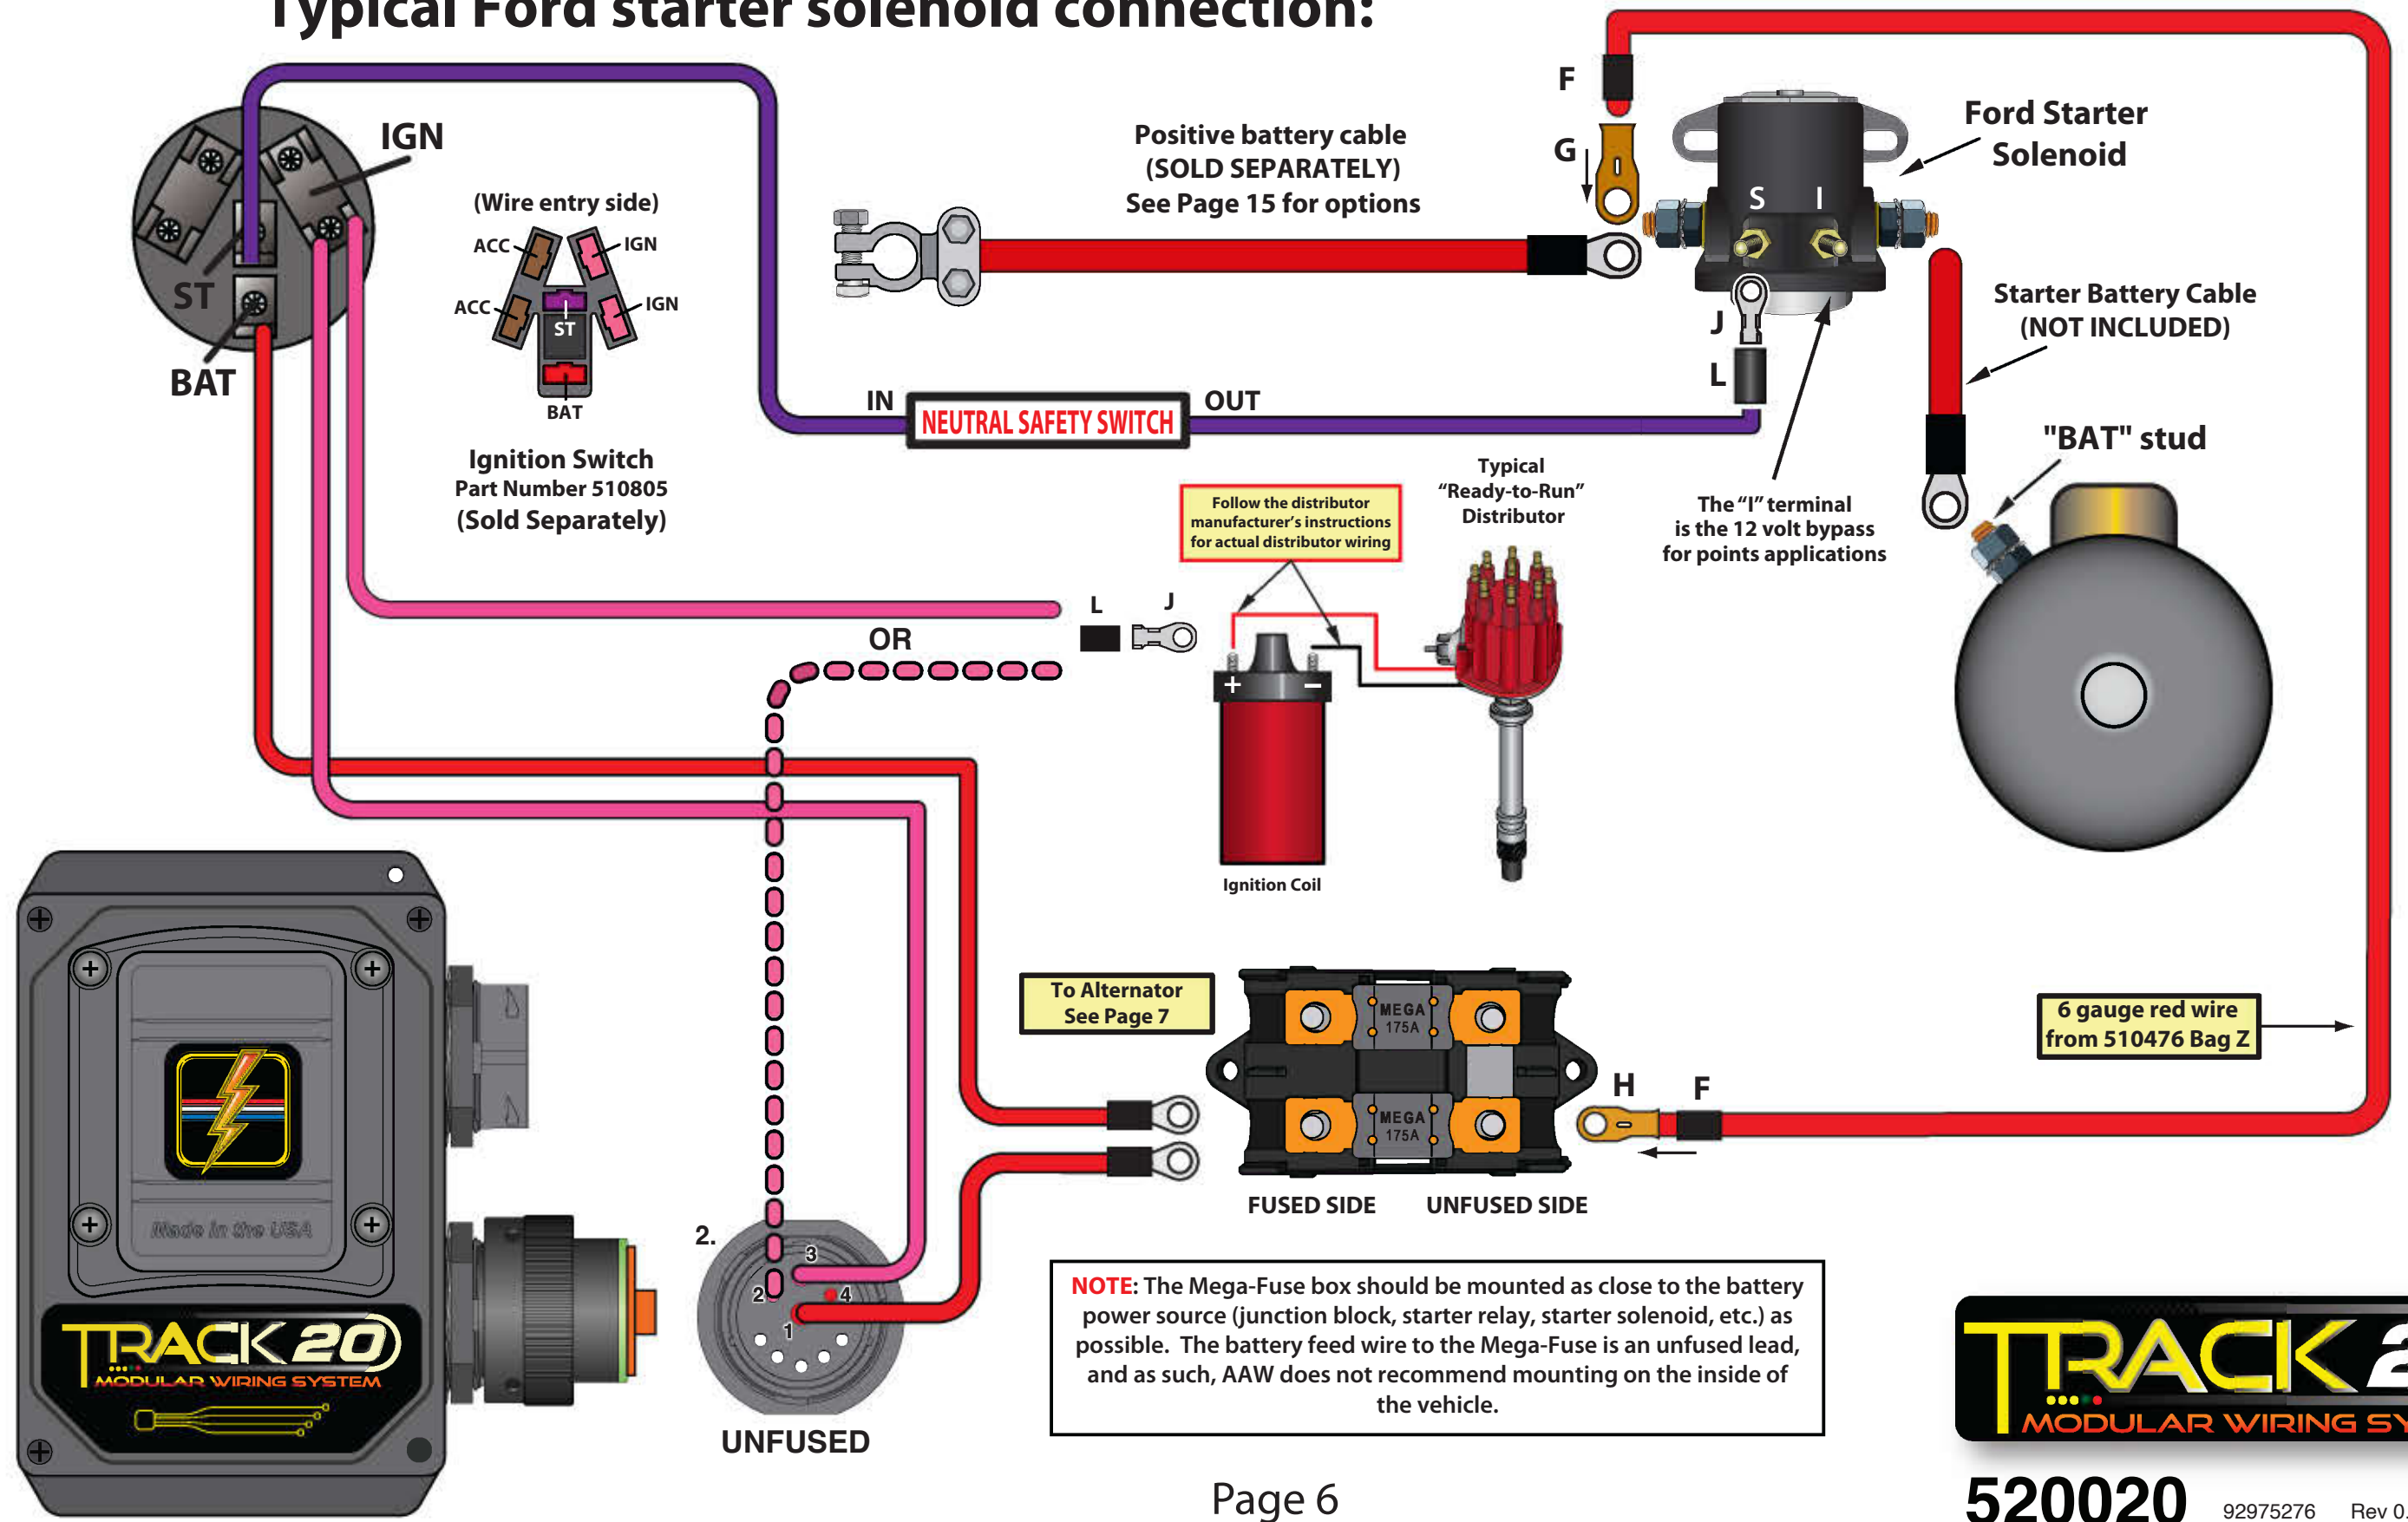 Typical Ford starter solenoid connection:
IGN
ST
BAT
(Wire entry side)
ACC
IGN
ACC
IGN
ST
BAT
Ignition Switch
Part Number 510805
(Sold Separately)
Positive battery cable
(SOLD SEPARATELY)
See Page 15 for options
F
G
S I
Ford Starter
Solenoid
J
L
Starter Battery Cable
(NOT INCLUDED)
"BAT" stud
IN
NEUTRAL SAFETY SWITCH
OUT
The “I” terminal
is the 12 volt bypass
for points applications
Typical
“Ready-to-Run”
Distributor
Follow the distributor
manufacturer’s instructions
for actual distributor wiring
L J
OR
+ −
Ignition Coil
To Alternator
See Page 7
MEGA
175A
MEGA
175A
H F
6 gauge red wire
from 510476 Bag Z
FUSED SIDE UNFUSED SIDE
Made in the USA
TRACK 20
MODULAR WIRING SYSTEM
2.
3
2
4
1
UNFUSED
NOTE: The Mega-Fuse box should be mounted as close to the battery
power source (junction block, starter relay, starter solenoid, etc.) as
possible. The battery feed wire to the Mega-Fuse is an unfused lead,
and as such, AAW does not recommend mounting on the inside of
the vehicle.
Page 6
TRACK 2
MODULAR WIRING SY
520020 92975276 Rev 0